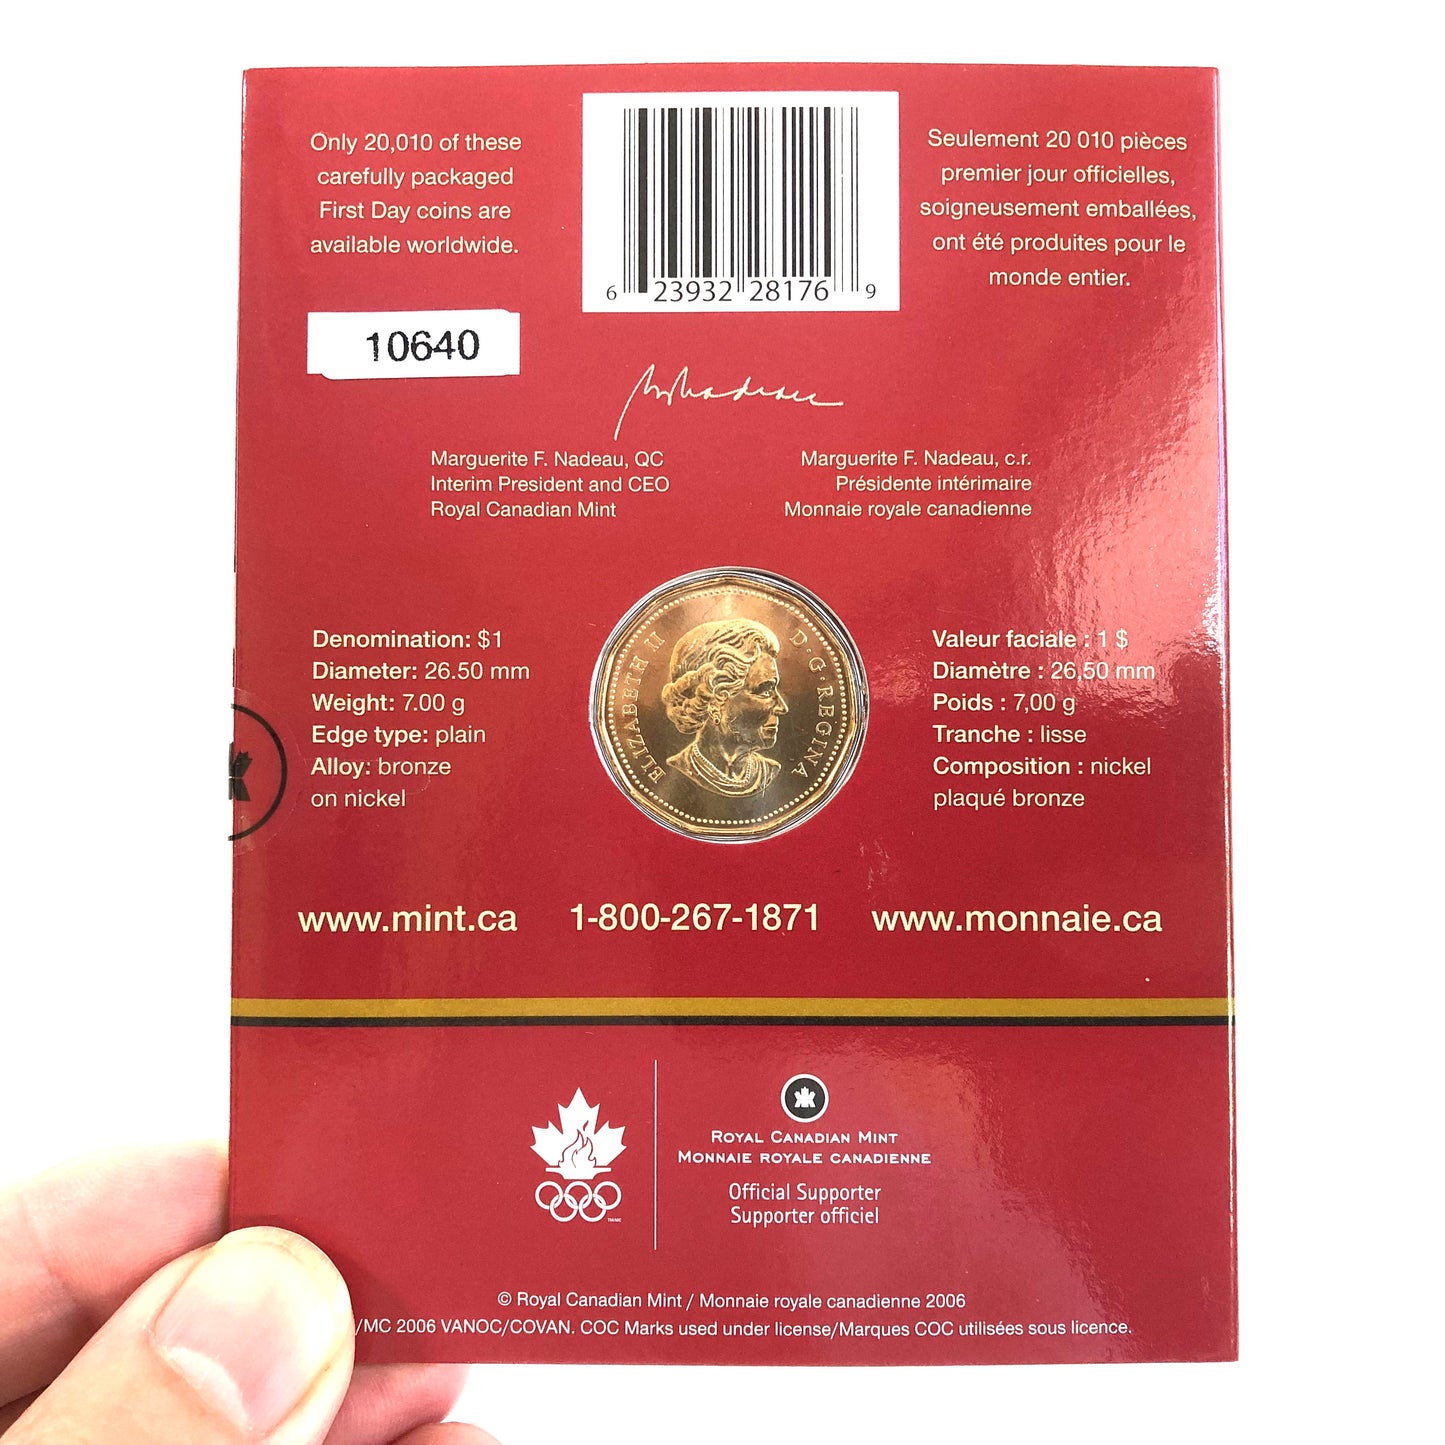 Only 20,010 of these
carefully packaged
First Day coins are
available worldwide.
6 23932 28176 9
Seulement 20 010 pièces
premier jour officielles,
soigneusement emballées,
ont été produites pour le
monde entier.
10640
Marguerite F. Nadeau, QC
Interim President and CEO
Royal Canadian Mint
Marguerite F. Nadeau, c.r.
Présidente intérimaire
Monnaie royale canadienne
Denomination: $1
Diameter: 26.50 mm
Weight: 7.00 g
Edge type: plain
Alloy: bronze
on nickel
ELIZABETH II D·G·REGINA
Valeur faciale : 1 $
Diamètre : 26,50 mm
Poids : 7,00 g
Tranche : lisse
Composition : nickel
plaqué bronze
www.mint.ca 1-800-267-1871 www.monnaie.ca
ROYAL CANADIAN MINT
MONNAIE ROYALE CANADIENNE
Official Supporter
Supporter officiel
© Royal Canadian Mint / Monnaie royale canadienne 2006
/MC 2006 VANOC/COVAN. COC Marks used under license/Marques COC utilisées sous licence.